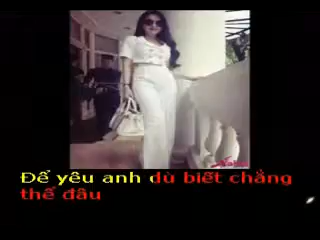 Để yêu anh dù biết chẳng
thế đâu